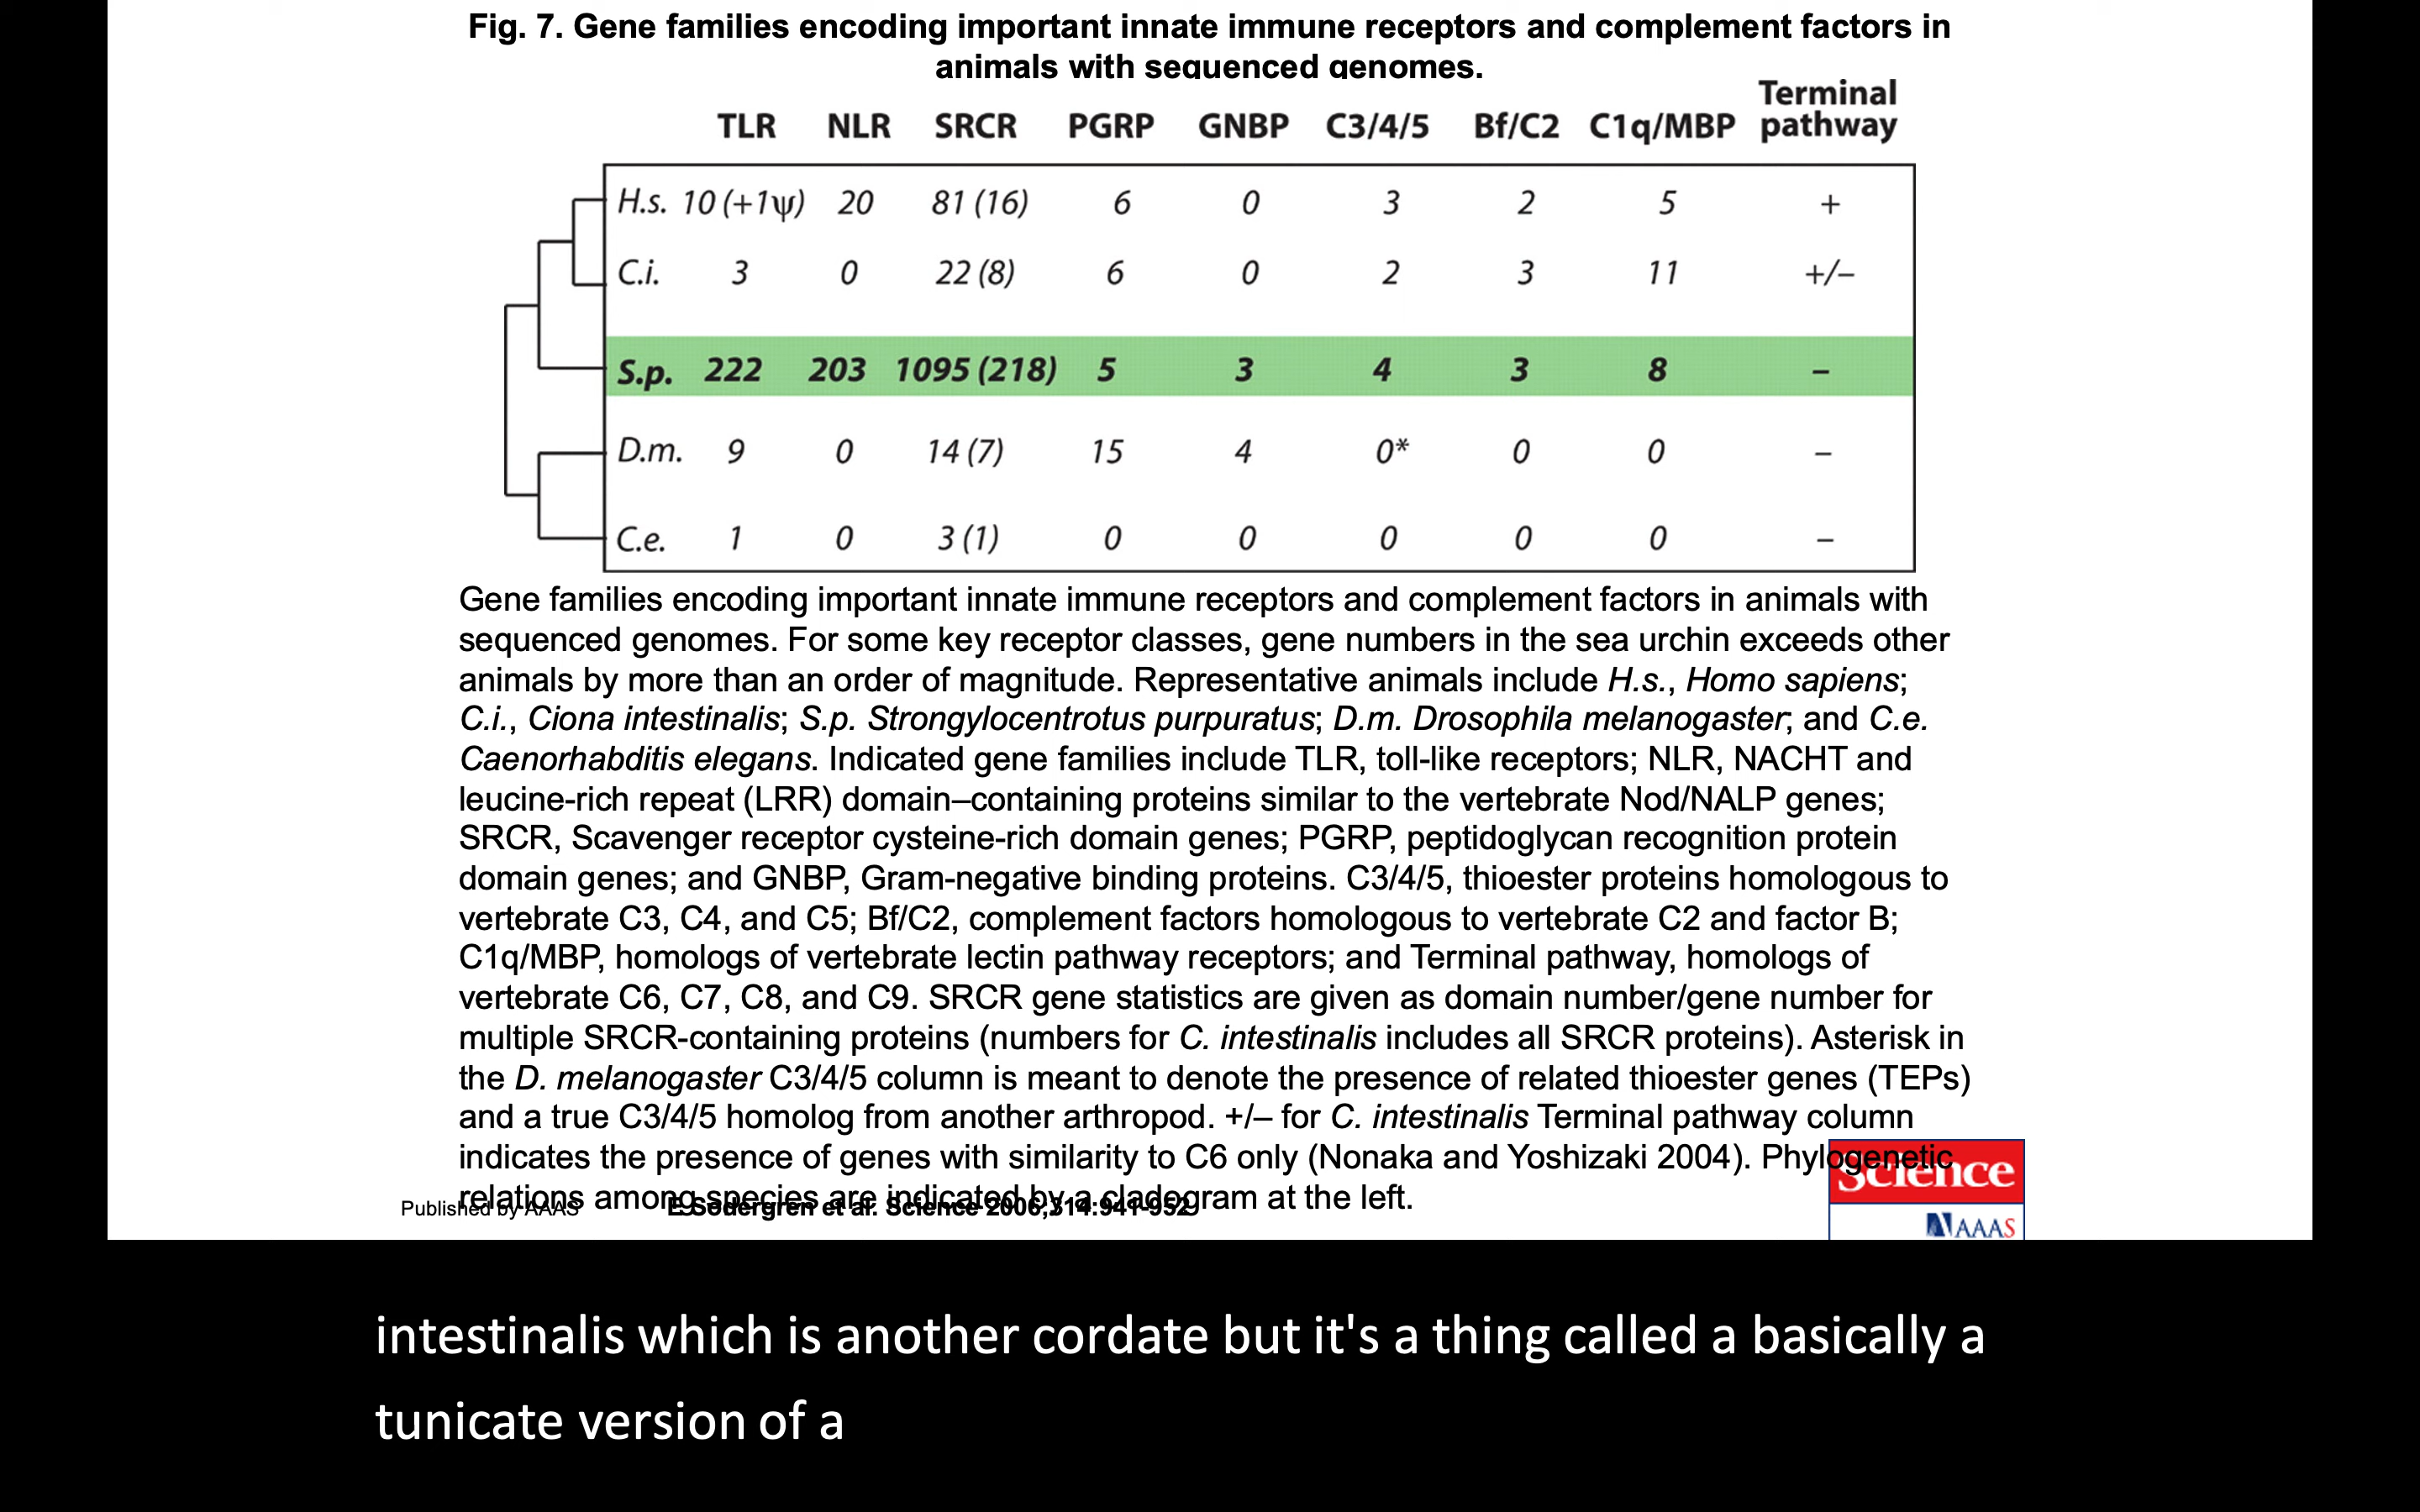 Fig. 7. Gene families encoding important innate immune receptors and complement factors in
animals with sequenced genomes.
TLR NLR SRCR PGRP GNBP C3/4/5 Bf/C2 C1q/MBP Terminal pathway
H.s. 10 (+1ψ) 20 81 (16) 6 0 3 2 5 +
C.i. 3 0 22 (8) 6 0 2 3 11 +/–
S.p. 222 203 1095 (218) 5 3 4 3 8 –
D.m. 9 0 14 (7) 15 4 0* 0 0 –
C.e. 1 0 3 (1) 0 0 0 0 0 –
Gene families encoding important innate immune receptors and complement factors in animals with
sequenced genomes. For some key receptor classes, gene numbers in the sea urchin exceeds other
animals by more than an order of magnitude. Representative animals include H.s., Homo sapiens;
C.i., Ciona intestinalis; S.p. Strongylocentrotus purpuratus; D.m. Drosophila melanogaster; and C.e.
Caenorhabditis elegans. Indicated gene families include TLR, toll-like receptors; NLR, NACHT and
leucine-rich repeat (LRR) domain–containing proteins similar to the vertebrate Nod/NALP genes;
SRCR, Scavenger receptor cysteine-rich domain genes; PGRP, peptidoglycan recognition protein
domain genes; and GNBP, Gram-negative binding proteins. C3/4/5, thioester proteins homologous to
vertebrate C3, C4, and C5; Bf/C2, complement factors homologous to vertebrate C2 and factor B;
C1q/MBP, homologs of vertebrate lectin pathway receptors; and Terminal pathway, homologs of
vertebrate C6, C7, C8, and C9. SRCR gene statistics are given as domain number/gene number for
multiple SRCR-containing proteins (numbers for C. intestinalis includes all SRCR proteins). Asterisk in
the D. melanogaster C3/4/5 column is meant to denote the presence of related thioester genes (TEPs)
and a true C3/4/5 homolog from another arthropod. +/– for C. intestinalis Terminal pathway column
indicates the presence of genes with similarity to C6 only (Nonaka and Yoshizaki 2004). Phylogenetic
relations among species are indicated by a cladogram at the left.
Published by AAAS
E Sodergren et al. Science 2006;314:941-952
Science
AAAS
intestinalis which is another cordate but it's a thing called a basically a
tunicate version of a